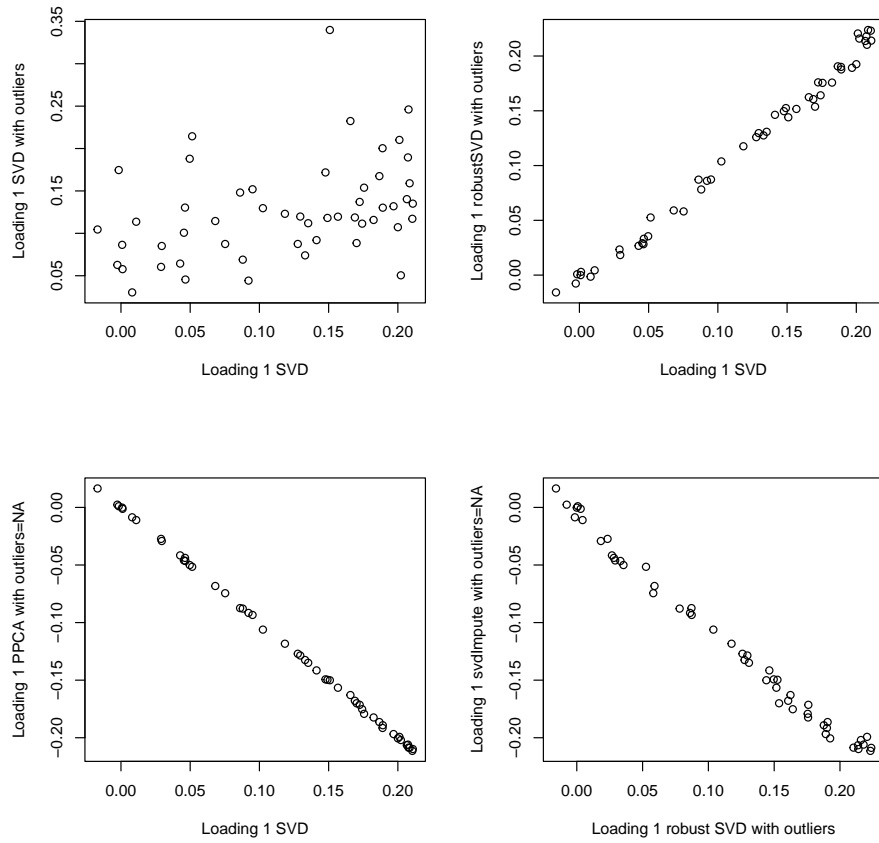 0.05 0.15 0.25 0.35
Loading 1 SVD with outliers
0.00 0.05 0.10 0.15 0.20
Loading 1 SVD
0.00 0.05 0.10 0.15 0.20
Loading 1 robustSVD with outliers
0.00 0.05 0.10 0.15 0.20
Loading 1 SVD
−0.20 −0.15 −0.10 −0.05 0.00
Loading 1 PPCA with outliers=NA
0.00 0.05 0.10 0.15 0.20
Loading 1 SVD
−0.20 −0.15 −0.10 −0.05 0.00
Loading 1 svdImpute with outliers=NA
0.00 0.05 0.10 0.15 0.20
Loading 1 robust SVD with outliers